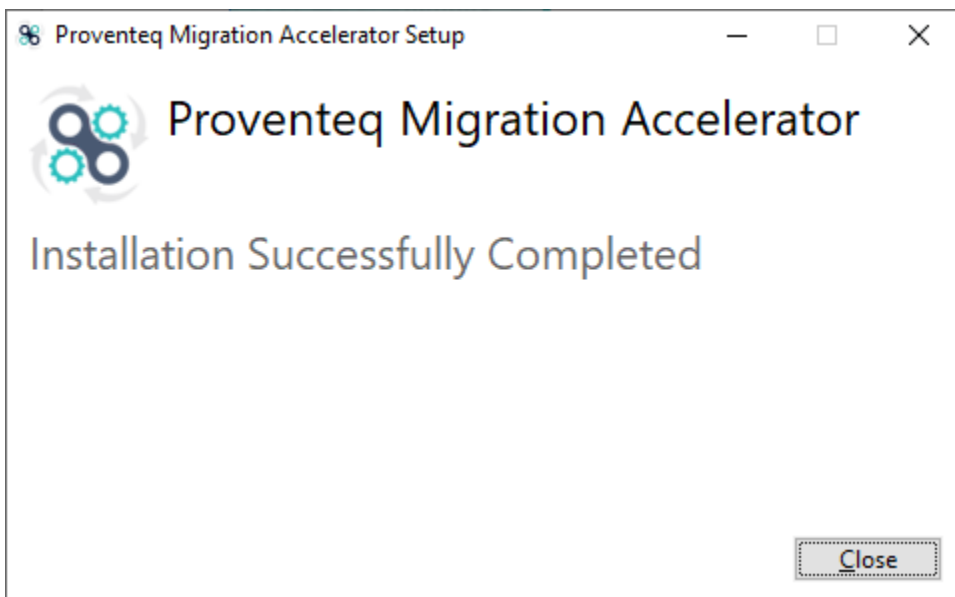 Proventeq Migration Accelerator Setup
Proventeq Migration Accelerator
Installation Successfully Completed
Close